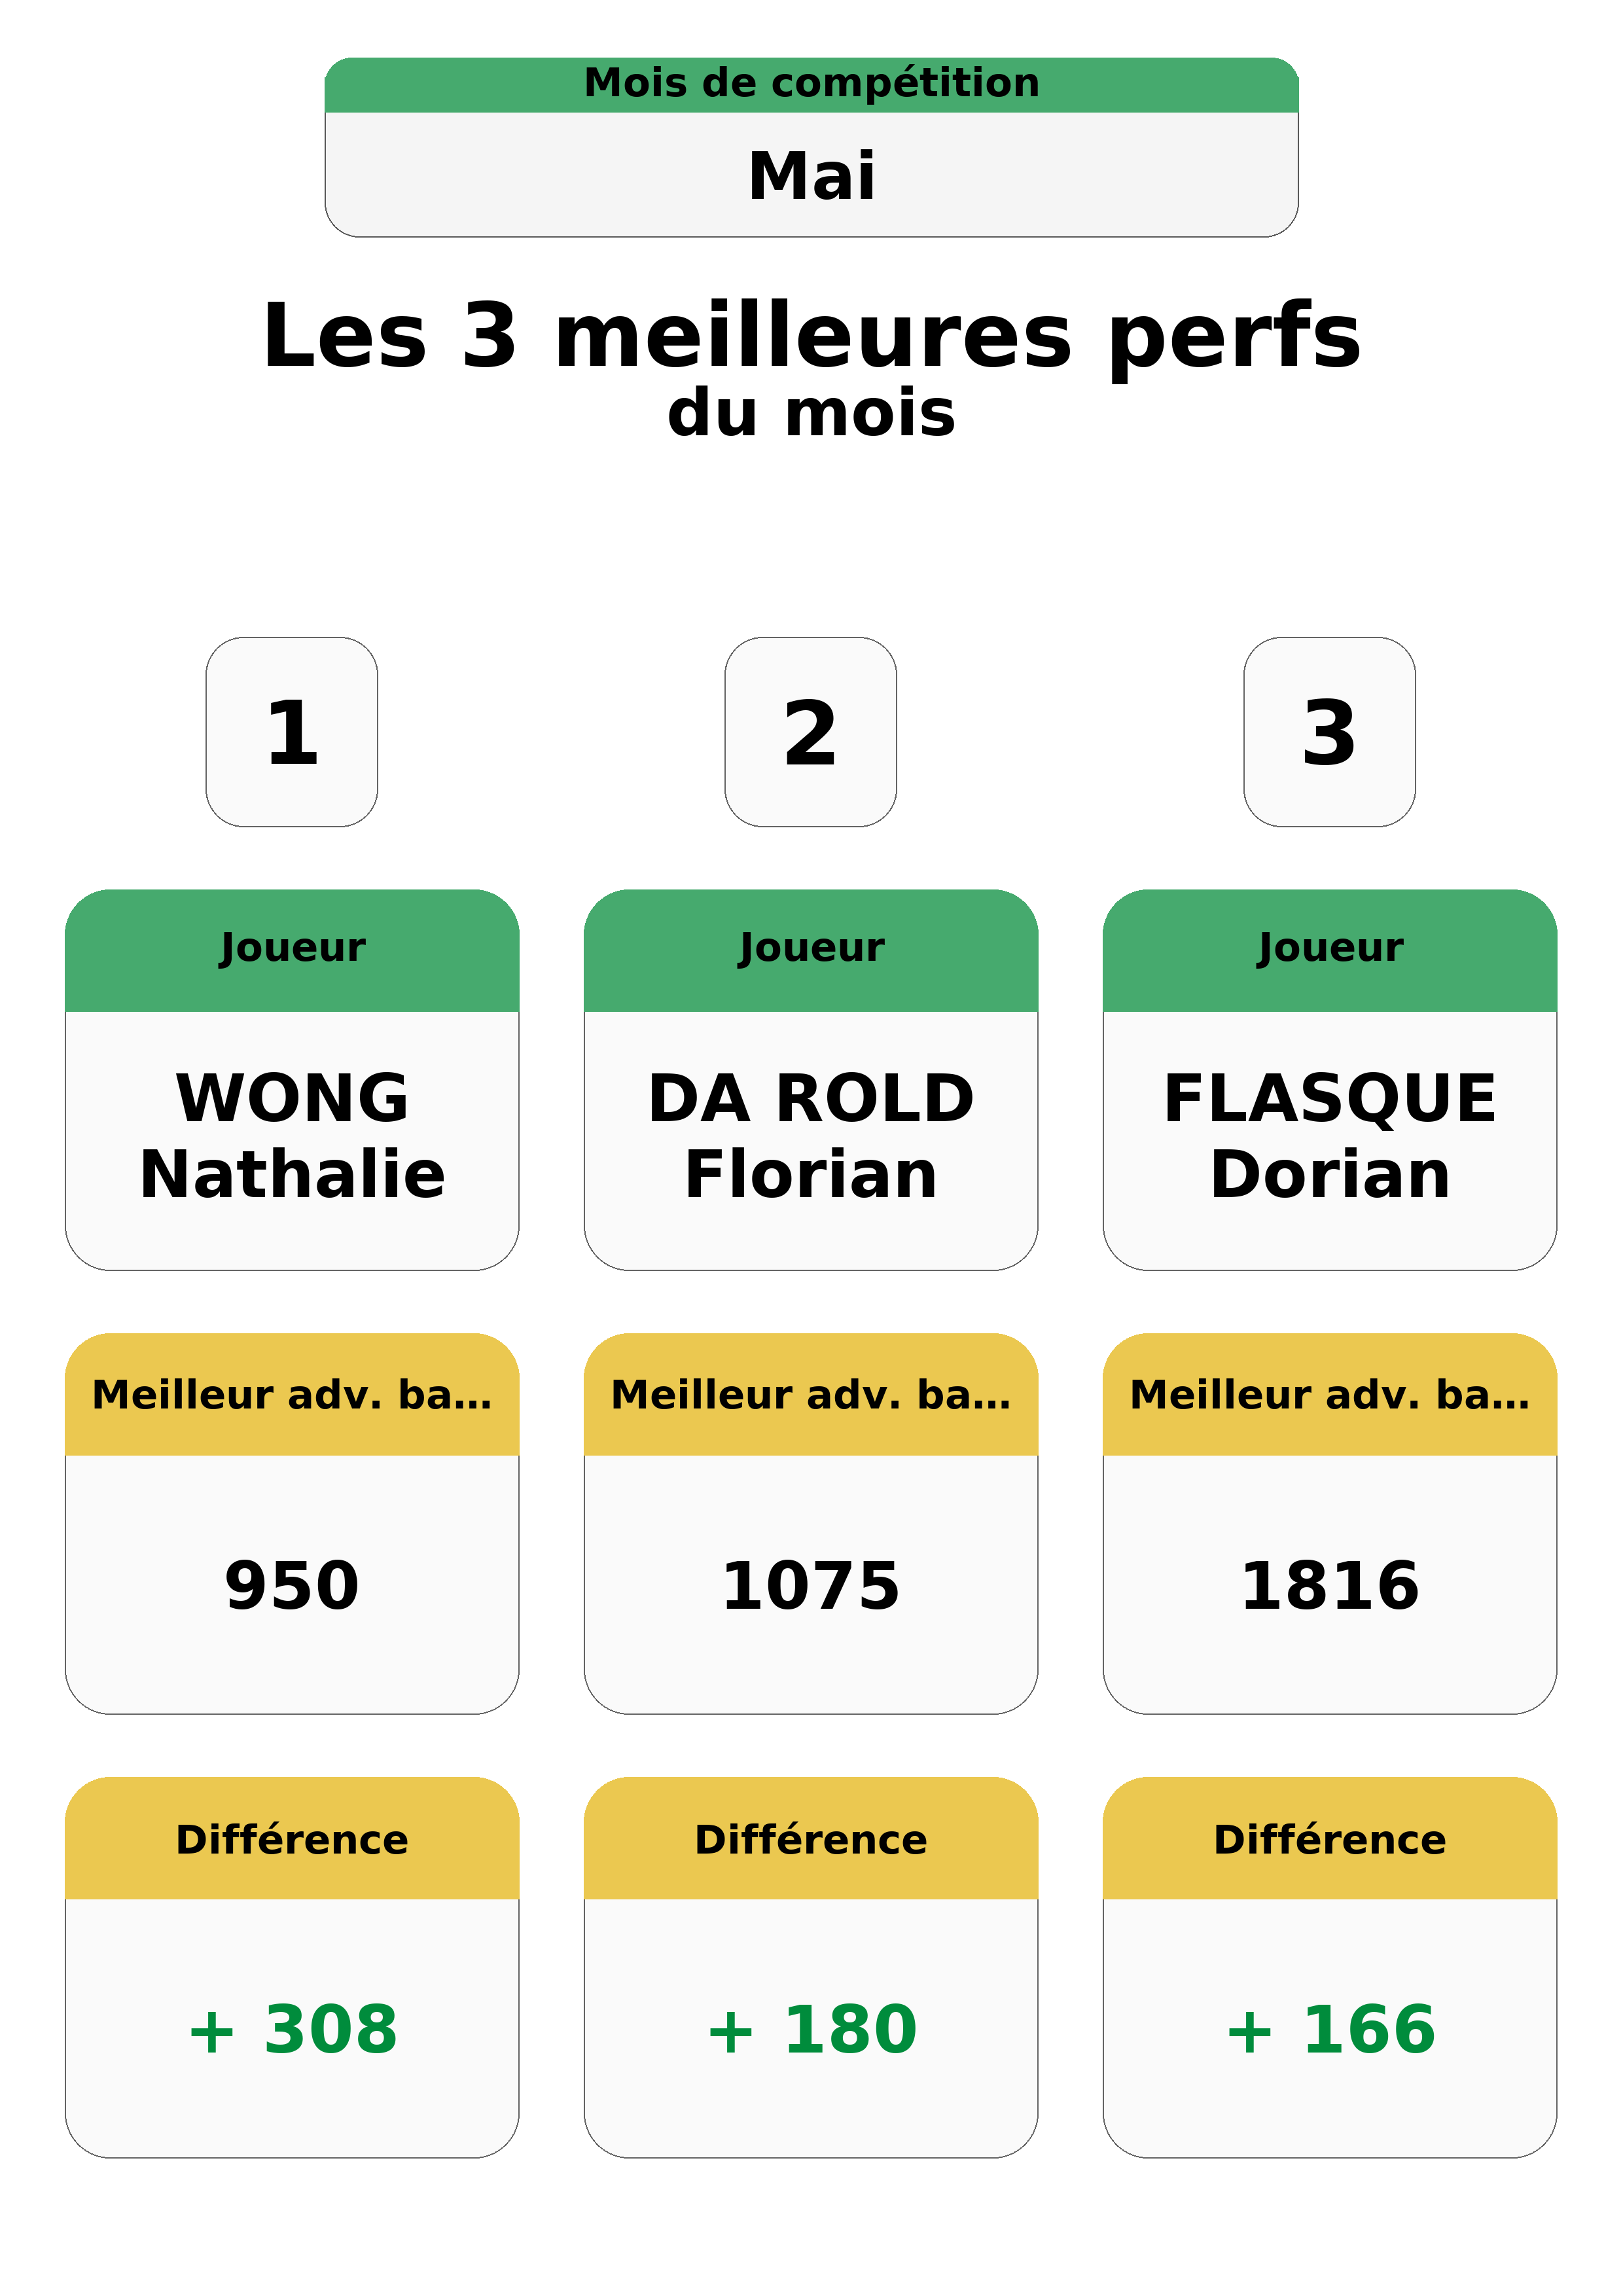 Mois de compétition
Mai
Les 3 meilleures perfs
du mois
1
2
3
Joueur
Joueur
Joueur
WONG
Nathalie
DA ROLD
Florian
FLASQUE
Dorian
Meilleur adv. ba...
Meilleur adv. ba...
Meilleur adv. ba...
950
1075
1816
Différence
Différence
Différence
+ 308
+ 180
+ 166